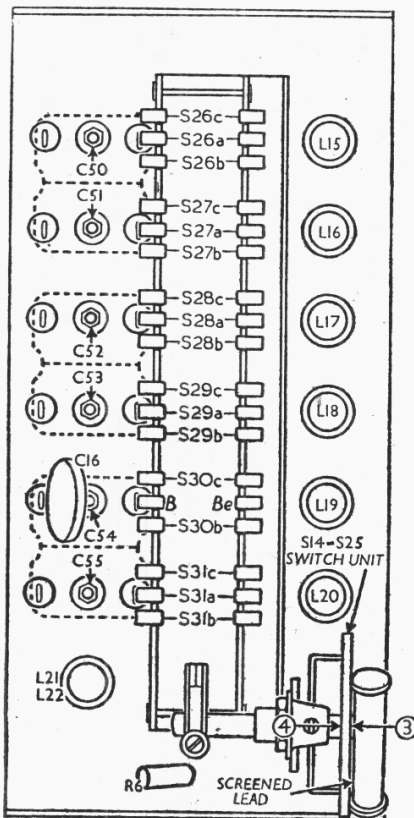 S26c
S26a
S26b
C50
L15
C51
S27c
S27a
S27b
L16
S28c
S28a
S28b
C52
L17
C53
S29c
S29a
S29b
L18
C16
S30c
B Be
S30b
C54
L19
S14-S25
SWITCH UNIT
C55
S31c
S31a
S31b
L20
L21
L22
4
3
R6
SCREENED
LEAD